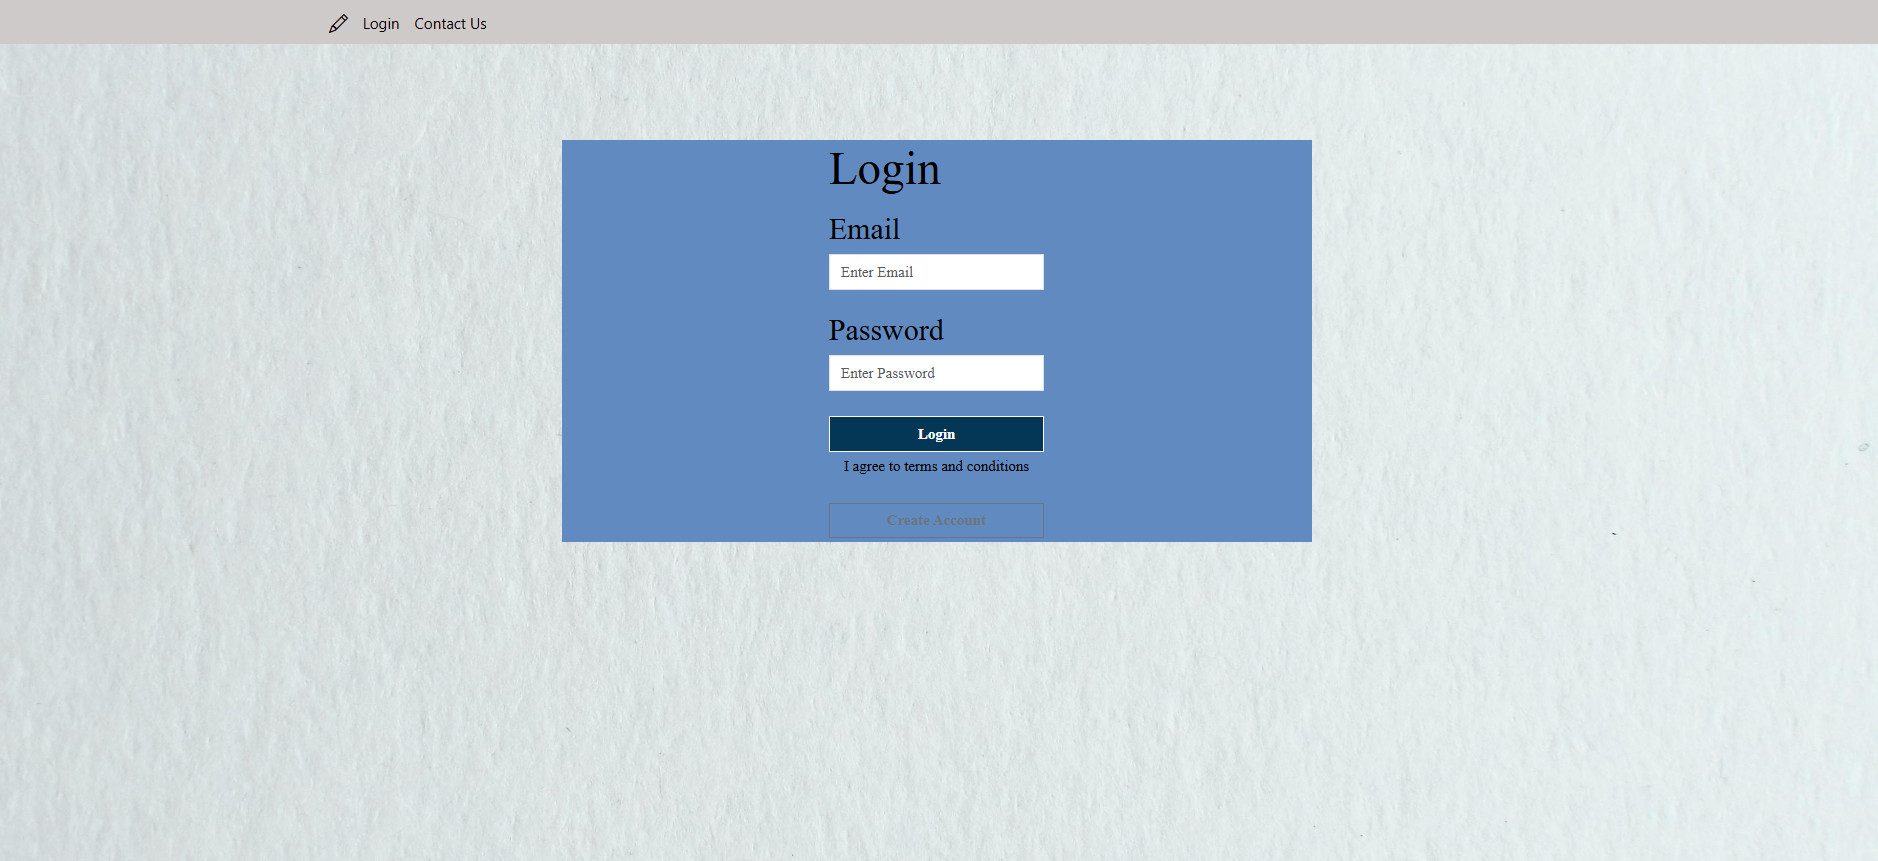 Login Contact Us
Login
Email
Enter Email
Password
Enter Password
Login
I agree to terms and conditions
Create Account